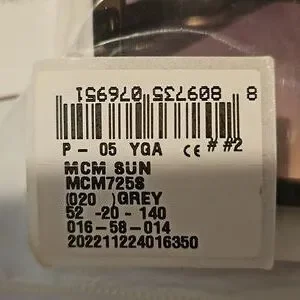 8 809735 076951
P - 05 YGA CE # #2
MCM SUN
MCM725S
(020 )GREY
52 -20 - 140
016-58-014
202211224016350